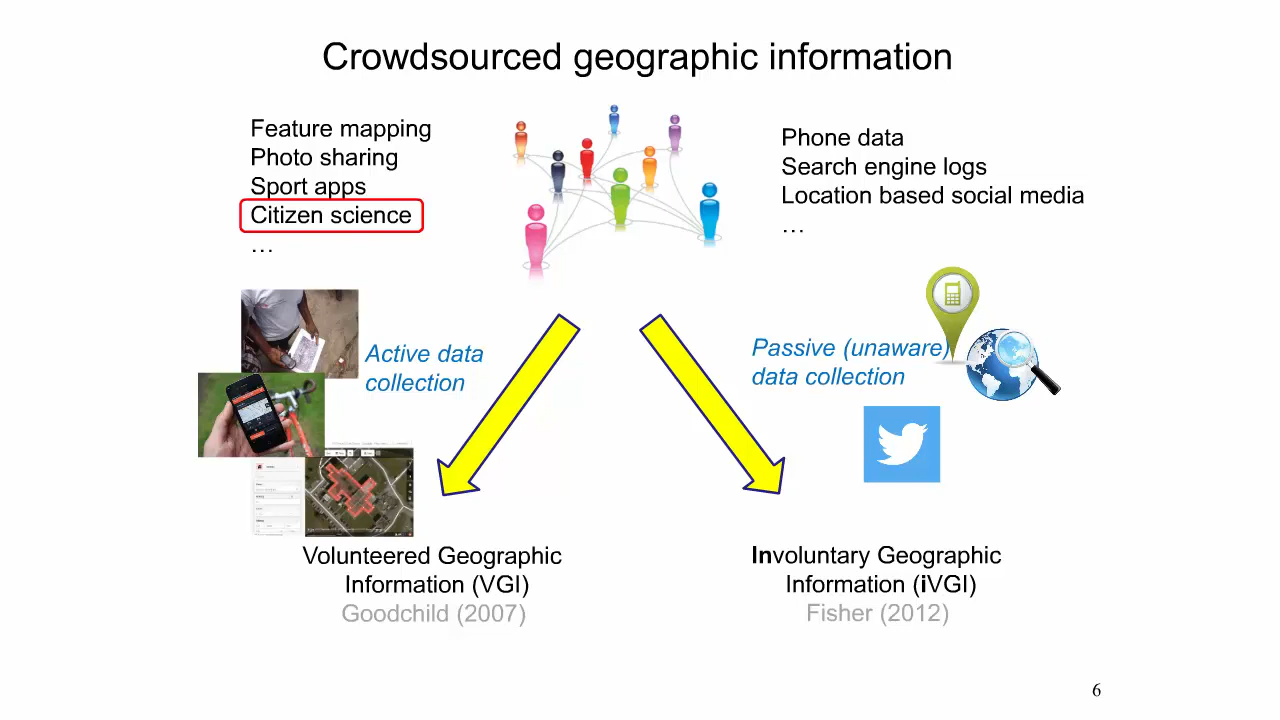 Crowdsourced geographic information
Feature mapping
Photo sharing
Sport apps
Citizen science
…
Phone data
Search engine logs
Location based social media
…
Active data
collection
Passive (unaware)
data collection
Volunteered Geographic
Information (VGI)
Goodchild (2007)
Involuntary Geographic
Information (iVGI)
Fisher (2012)
6